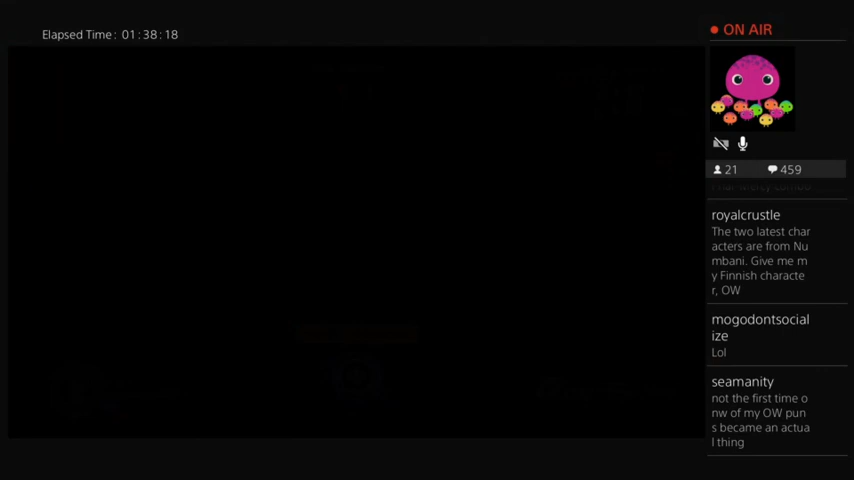 Elapsed Time: 01:38:18
ON AIR
21
459
royalcrustle
The two latest char
acters are from Nu
mbani. Give me m
y Finnish characte
r, OW
mogodontsocial
ize
Lol
seamanity
not the first time o
nw of my OW pun
s became an actua
l thing